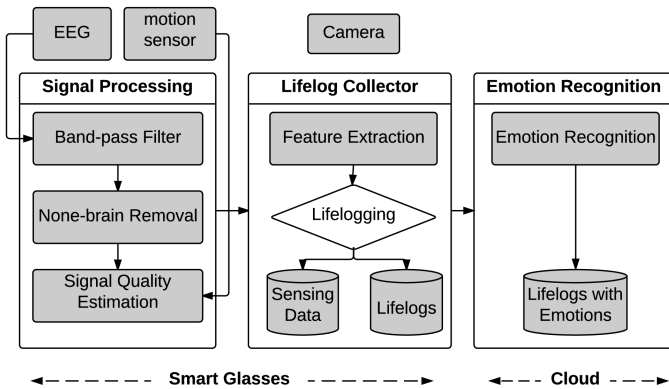 EEG
motion
sensor
Camera
Signal Processing
Lifelog Collector
Emotion Recognition
Band-pass Filter
Feature Extraction
Emotion Recognition
None-brain Removal
Lifelogging
Signal Quality
Estimation
Sensing
Data
Lifelogs
Lifelogs with
Emotions
Smart Glasses
Cloud